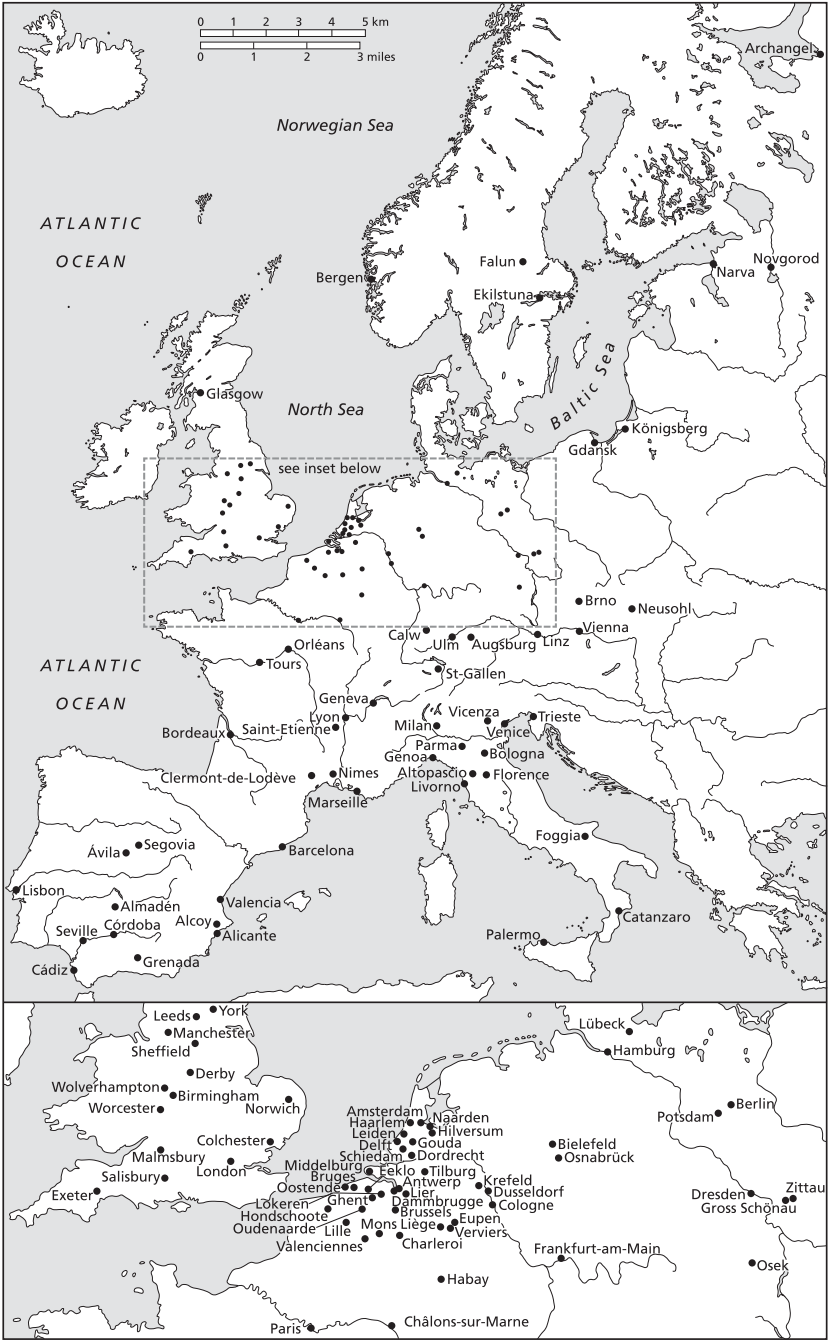 0 1 2 3 4 5 km
0 1 2 3 miles
Archangel
Norwegian Sea
ATLANTIC
OCEAN
Falun
Bergen
Ekilstuna
Narva
Novgorod
Baltic Sea
Glasgow
North Sea
Königsberg
Gdansk
see inset below
Brno
Neusohl
Calw
Ulm
Augsburg
Linz
Vienna
Orléans
Tours
ATLANTIC
OCEAN
St-Gallen
Geneva
Lyon
Vicenza
Trieste
Bordeaux
Saint-Etienne
Milan
Venice
Parma
Genoa
Bologna
Clermont-de-Lodève
Nimes
Altopascio
Florence
Livorno
Marseille
Foggia
Segovia
Ávila
Barcelona
Lisbon
Almadén
Valencia
Seville
Córdoba
Alcoy
Alicante
Catanzaro
Palermo
Cádiz
Grenada
Leeds
York
Manchester
Sheffield
Lübeck
Hamburg
Derby
Wolverhampton
Birmingham
Worcester
Norwich
Berlin
Potsdam
Amsterdam
Naarden
Haarlem
Hilversum
Leiden
Gouda
Delft
Colchester
Schiedam
Dordrecht
Bielefeld
Osnabrück
Malmsbury
London
Middelburg
Eeklo
Tilburg
Salisbury
Bruges
Antwerp
Krefeld
Exeter
Oostende
Lier
Dusseldorf
Dresden
Zittau
Lokeren
Ghent
Dammbrugge
Cologne
Gross Schönau
Hondschoote
Brussels
Eupen
Oudenaarde
Lille
Mons
Liège
Verviers
Valenciennes
Charleroi
Frankfurt-am-Main
Osek
Habay
Paris
Châlons-sur-Marne